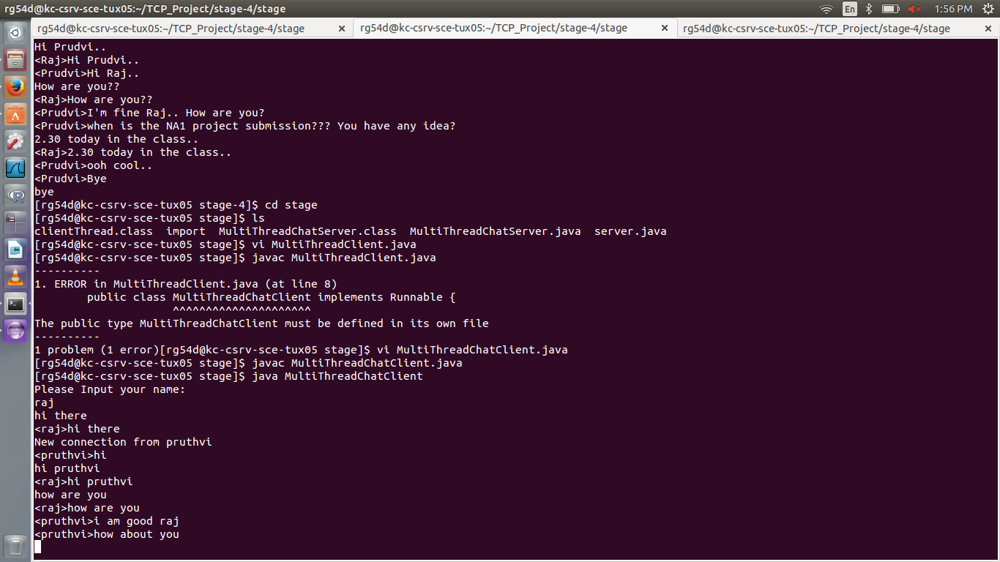 rg54d@kc-csrv-sce-tux05:~/TCP_Project/stage-4/stage
En
1:56 PM
rg54d@kc-csrv-sce-tux05:~/TCP_Project/stage-4/stage
rg54d@kc-csrv-sce-tux05:~/TCP_Project/stage-4/stage
rg54d@kc-csrv-sce-tux05:~/TCP_Project/stage-4/stage
Hi Prudvi..
<Raj>Hi Prudvi..
<Prudvi>Hi Raj..
How are you??
<Raj>How are you??
<Prudvi>I'm fine Raj.. How are you?
<Prudvi>when is the NA1 project submission??? You have any idea?
2.30 today in the class..
<Raj>2.30 today in the class..
<Prudvi>ooh cool..
<Prudvi>Bye
bye
[rg54d@kc-csrv-sce-tux05 stage-4]$ cd stage
[rg54d@kc-csrv-sce-tux05 stage]$ ls
clientThread.class  import  MultiThreadChatServer.class  MultiThreadChatServer.java  server.java
[rg54d@kc-csrv-sce-tux05 stage]$ vi MultiThreadClient.java
[rg54d@kc-csrv-sce-tux05 stage]$ javac MultiThreadClient.java
----------
1. ERROR in MultiThreadClient.java (at line 8)
        public class MultiThreadChatClient implements Runnable {
                     ^^^^^^^^^^^^^^^^^^^^^
The public type MultiThreadChatClient must be defined in its own file
----------
1 problem (1 error)[rg54d@kc-csrv-sce-tux05 stage]$ vi MultiThreadChatClient.java
[rg54d@kc-csrv-sce-tux05 stage]$ javac MultiThreadChatClient.java
[rg54d@kc-csrv-sce-tux05 stage]$ java MultiThreadChatClient
Please Input your name:
raj
hi there
<raj>hi there
New connection from pruthvi
<pruthvi>hi
hi pruthvi
<raj>hi pruthvi
how are you
<raj>how are you
<pruthvi>i am good raj
<pruthvi>how about you